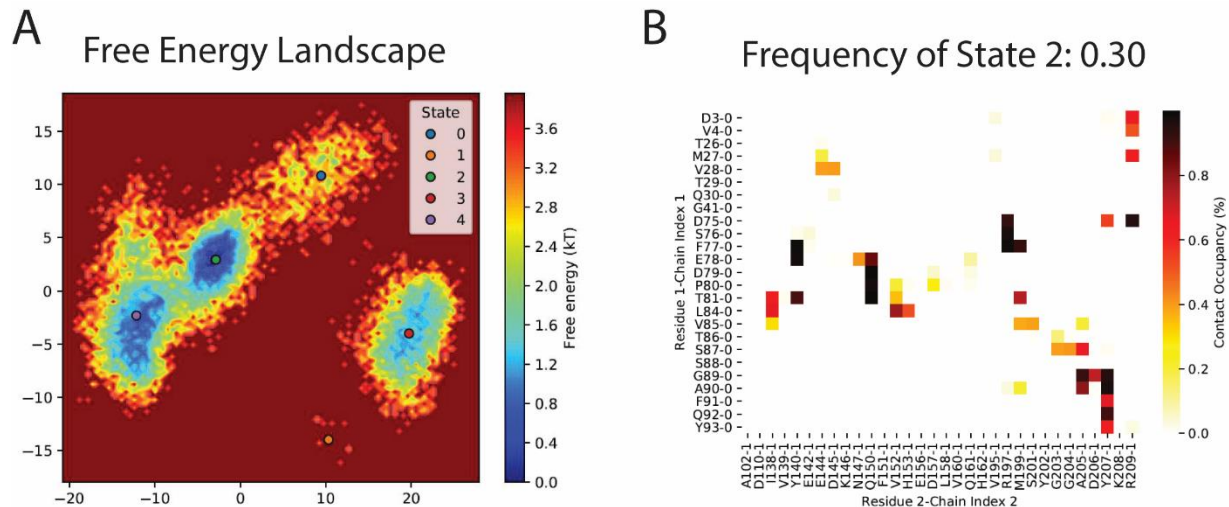 A
Free Energy Landscape
State
0
1
2
3
4
15
10
5
0
−5
−10
−15
−20
−10
0
10
20
3.6
3.2
2.8
2.4
2.0
1.6
1.2
0.8
0.4
0.0
Free energy (kT)
B
Frequency of State 2: 0.30
Residue 1-Chain Index 1
D3-0
V4-0
T26-0
M27-0
V28-0
T29-0
Q30-0
G41-0
D75-0
S76-0
F77-0
E78-0
D79-0
P80-0
T81-0
L84-0
V85-0
T86-0
S87-0
S88-0
G89-0
A90-0
F91-0
Q92-0
Y93-0
A102-1
D110-1
I138-1
V139-1
Y140-1
E142-1
E144-1
D145-1
K146-1
N147-1
Q150-1
F151-1
V152-1
H153-1
E156-1
D157-1
L158-1
V160-1
Q161-1
H162-1
V195-1
R197-1
M199-1
S201-1
Y202-1
G203-1
G204-1
A205-1
D206-1
Y207-1
K208-1
R209-1
Residue 2-Chain Index 2
0.8
0.6
0.4
0.2
0.0
Contact Occupancy (%)